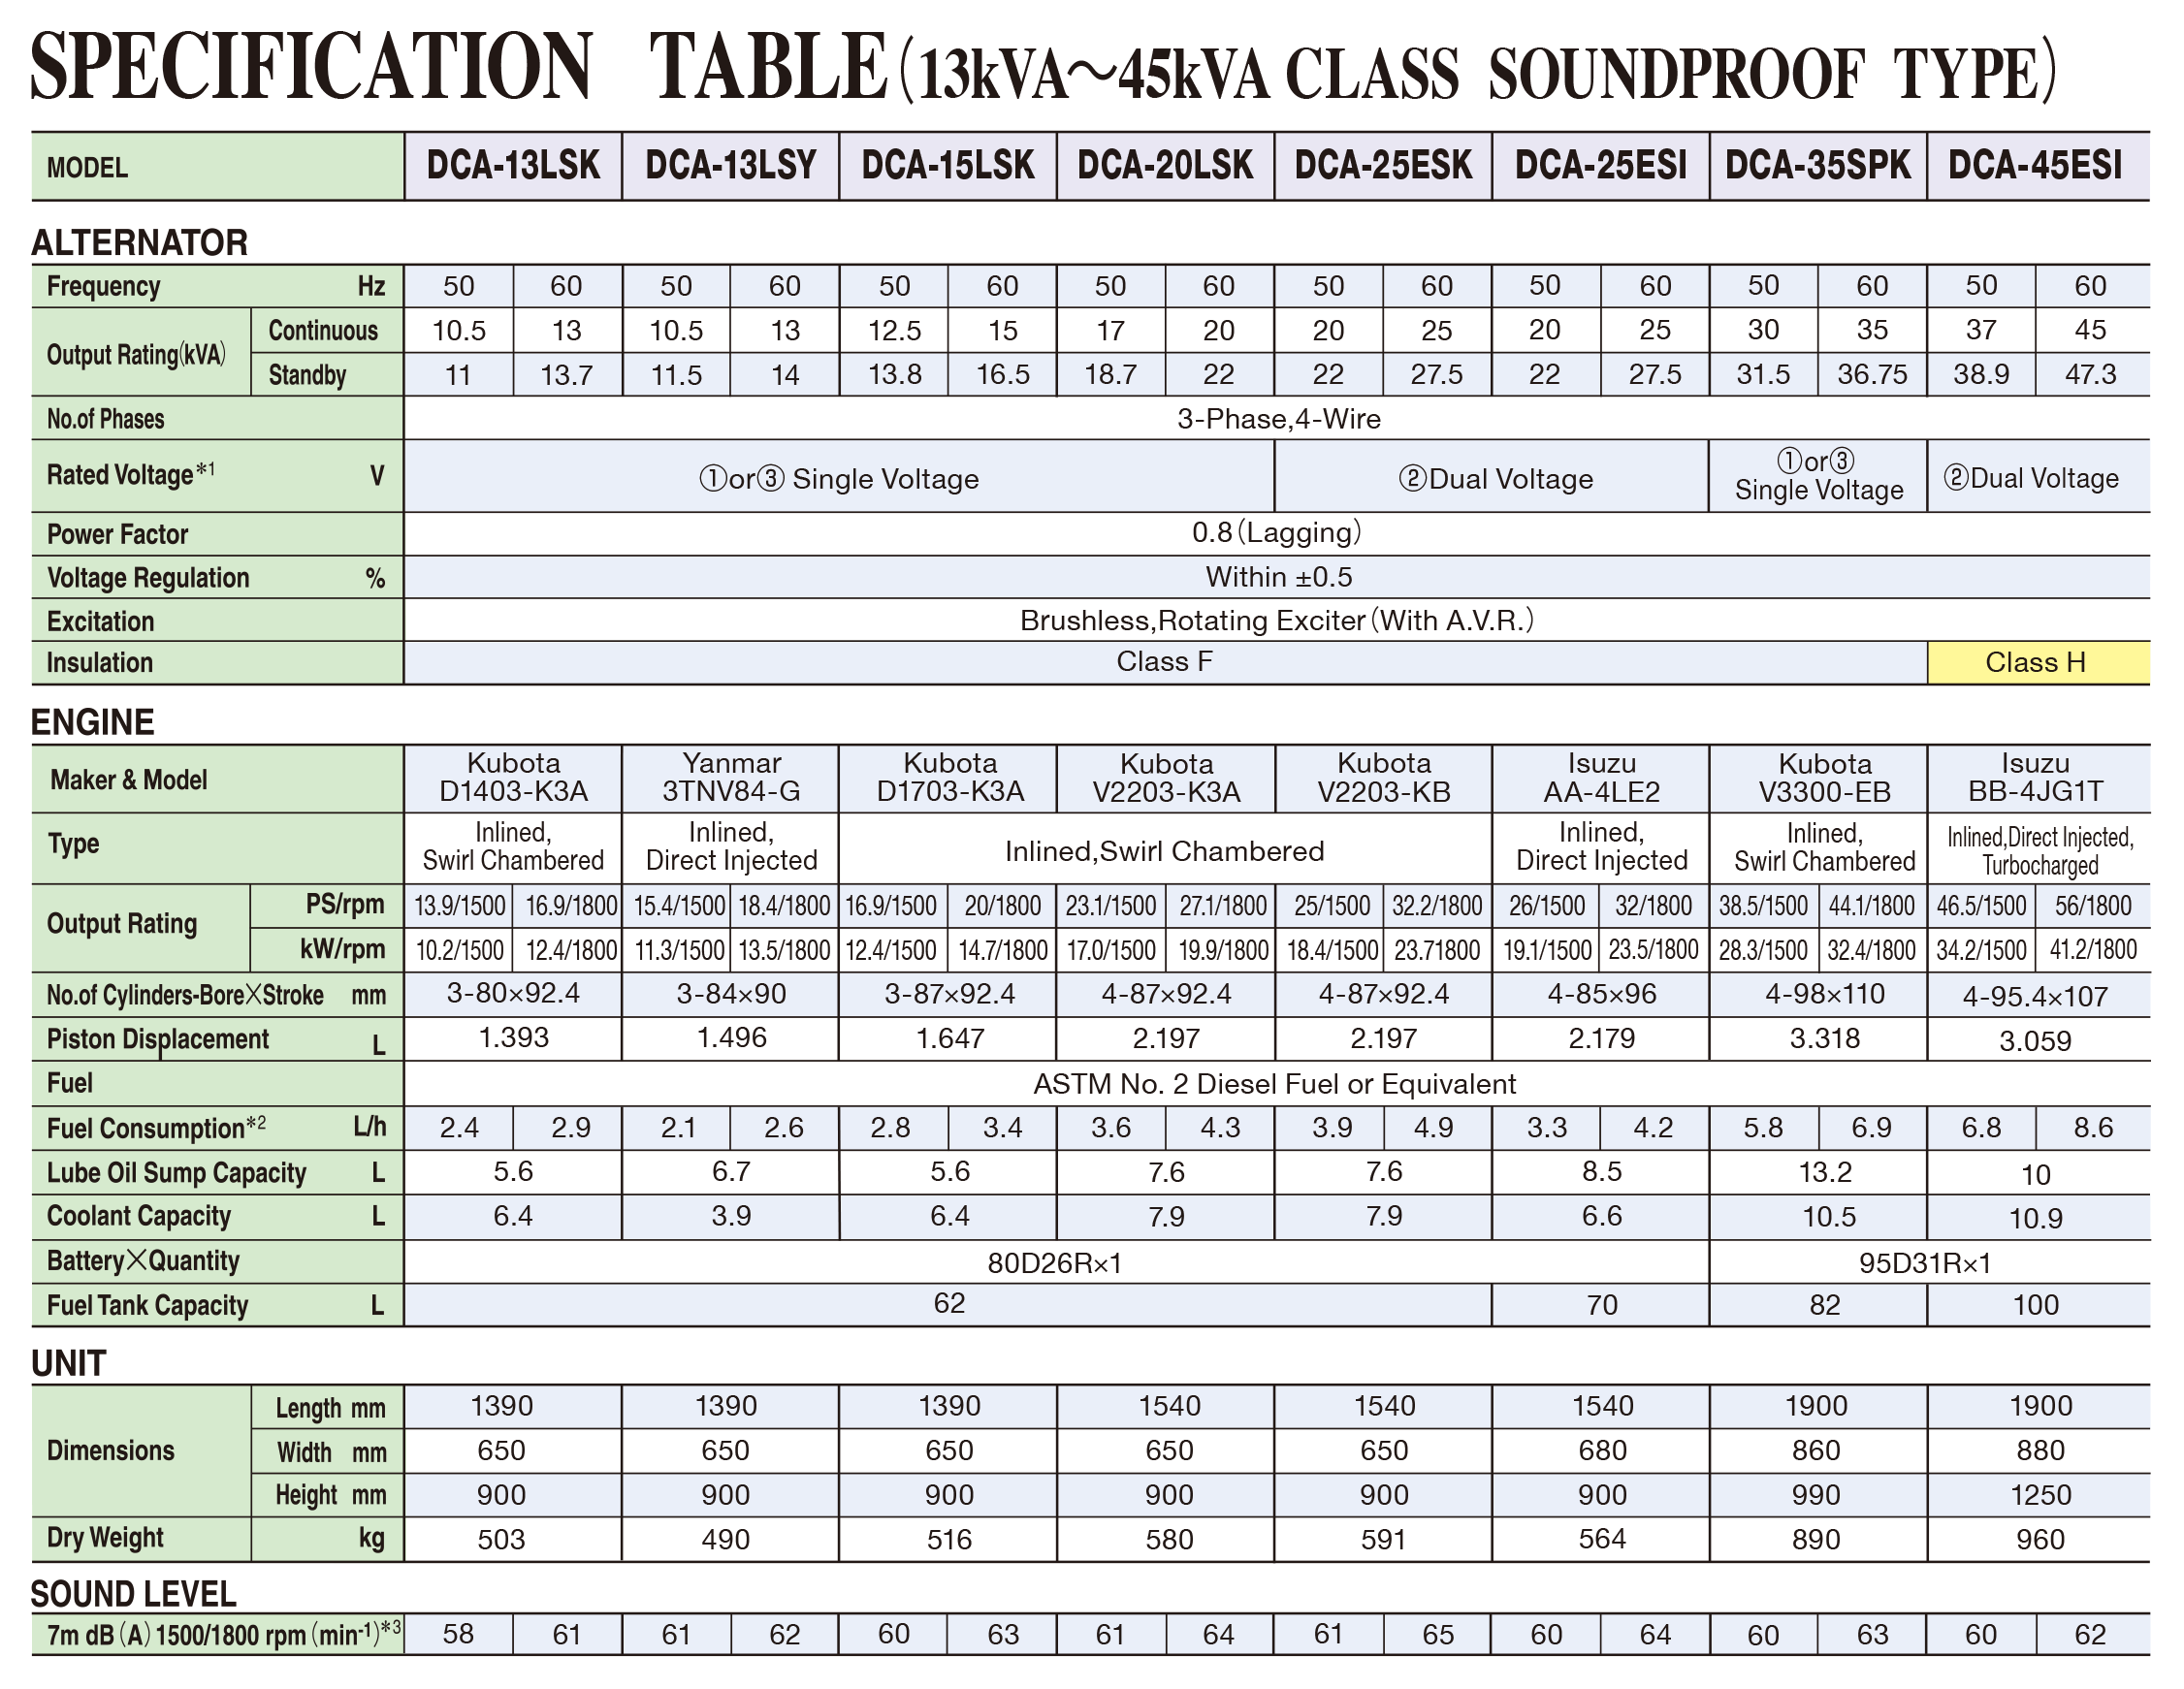 SPECIFICATION TABLE(13kVA～45kVA CLASS SOUNDPROOF TYPE)
MODEL DCA-13LSK DCA-13LSY DCA-15LSK DCA-20LSK DCA-25ESK DCA-25ESI DCA-35SPK DCA-45ESI
ALTERNATOR
Frequency Hz 50 60 50 60 50 60 50 60 50 60 50 60 50 60 50 60
Output Rating(kVA)
Continuous 10.5 13 10.5 13 12.5 15 17 20 20 25 20 25 30 35 37 45
Standby 11 13.7 11.5 14 13.8 16.5 18.7 22 22 27.5 22 27.5 31.5 36.75 38.9 47.3
No.of Phases 3-Phase,4-Wire
Rated Voltage*1 V ①or③ Single Voltage ②Dual Voltage ①or③ Single Voltage ②Dual Voltage
Power Factor 0.8(Lagging)
Voltage Regulation % Within ±0.5
Excitation Brushless,Rotating Exciter(With A.V.R.)
Insulation Class F Class H
ENGINE
Maker & Model
Kubota Yanmar Kubota Kubota Kubota Isuzu Kubota Isuzu
D1403-K3A 3TNV84-G D1703-K3A V2203-K3A V2203-KB AA-4LE2 V3300-EB BB-4JG1T
Type
Inlined, Swirl Chambered
Inlined, Direct Injected
Inlined,Swirl Chambered
Inlined, Direct Injected
Inlined, Swirl Chambered
Inlined,Direct Injected, Turbocharged
Output Rating
PS/rpm 13.9/1500 16.9/1800 15.4/1500 18.4/1800 16.9/1500 20/1800 23.1/1500 27.1/1800 25/1500 32.2/1800 26/1500 32/1800 38.5/1500 44.1/1800 46.5/1500 56/1800
kW/rpm 10.2/1500 12.4/1800 11.3/1500 13.5/1800 12.4/1500 14.7/1800 17.0/1500 19.9/1800 18.4/1500 23.71800 19.1/1500 23.5/1800 28.3/1500 32.4/1800 34.2/1500 41.2/1800
No.of Cylinders-Bore×Stroke mm 3-80×92.4 3-84×90 3-87×92.4 4-87×92.4 4-87×92.4 4-85×96 4-98×110 4-95.4×107
Piston Displacement L 1.393 1.496 1.647 2.197 2.197 2.179 3.318 3.059
Fuel ASTM No. 2 Diesel Fuel or Equivalent
Fuel Consumption*2 L/h 2.4 2.9 2.1 2.6 2.8 3.4 3.6 4.3 3.9 4.9 3.3 4.2 5.8 6.9 6.8 8.6
Lube Oil Sump Capacity L 5.6 6.7 5.6 7.6 7.6 8.5 13.2 10
Coolant Capacity L 6.4 3.9 6.4 7.9 7.9 6.6 10.5 10.9
Battery×Quantity 80D26R×1 95D31R×1
Fuel Tank Capacity L 62 70 82 100
UNIT
Dimensions
Length mm 1390 1390 1390 1540 1540 1540 1900 1900
Width mm 650 650 650 650 650 680 860 880
Height mm 900 900 900 900 900 900 990 1250
Dry Weight kg 503 490 516 580 591 564 890 960
SOUND LEVEL
7m dB(A)1500/1800 rpm(min-1)*3 58 61 61 62 60 63 61 64 61 65 60 64 60 63 60 62